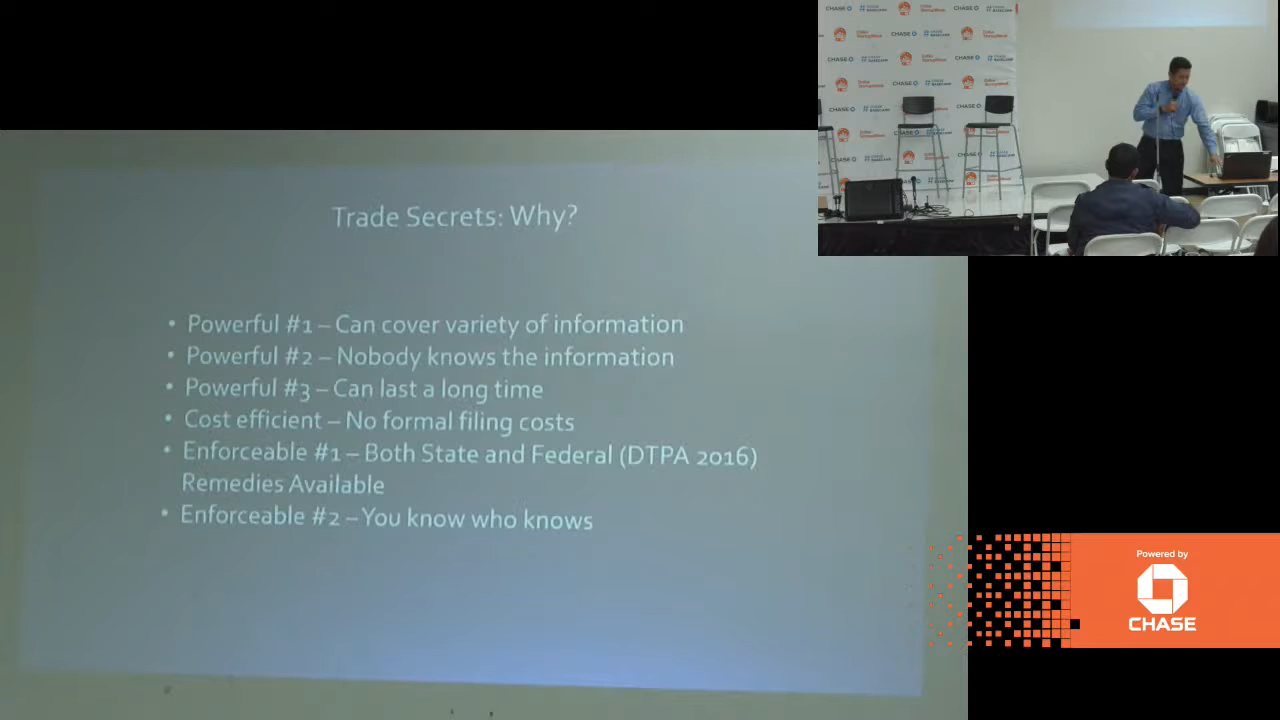 Trade Secrets: Why?
• Powerful #1 – Can cover variety of information
• Powerful #2 – Nobody knows the information
• Powerful #3 – Can last a long time
• Cost efficient – No formal filing costs
• Enforceable #1 – Both State and Federal (DTPA 2016)
Remedies Available
• Enforceable #2 – You know who knows
Powered by
CHASE